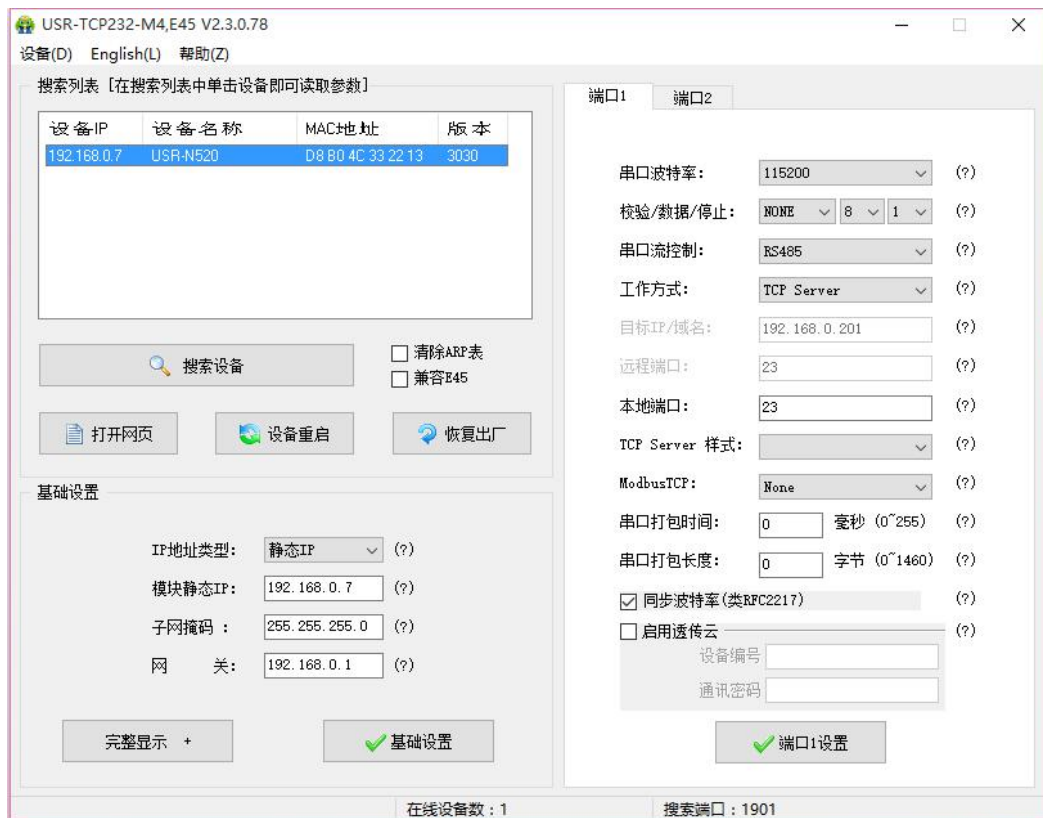 USR-TCP232-M4,E45 V2.3.0.78
设备(D) English(L) 帮助(Z)
搜索列表 [在搜索列表中单击设备即可读取参数]
设备IP 设备名称 MAC地址 版本
192.168.0.7 USR-N520 D8 B0 4C 33 22 13 3030
搜索设备
清除ARP表
兼容E45
打开网页 设备重启 恢复出厂
基础设置
IP地址类型: 静态IP (?)
模块静态IP: 192.168.0.7 (?)
子网掩码 : 255.255.255.0 (?)
网 关: 192.168.0.1 (?)
完整显示 + 基础设置
端口1 端口2
串口波特率: 115200 (?)
校验/数据/停止: NONE 8 1 (?)
串口流控制: RS485 (?)
工作方式: TCP Server (?)
目标IP/域名: 192.168.0.201 (?)
远程端口: 23 (?)
本地端口: 23 (?)
TCP Server 样式: (?)
ModbusTCP: None (?)
串口打包时间: 0 毫秒 (0~255) (?)
串口打包长度: 0 字节 (0~1460) (?)
同步波特率(类RFC2217) (?)
启用透传云 (?)
设备编号
通讯密码
端口1设置
在线设备数：1 搜索端口：1901